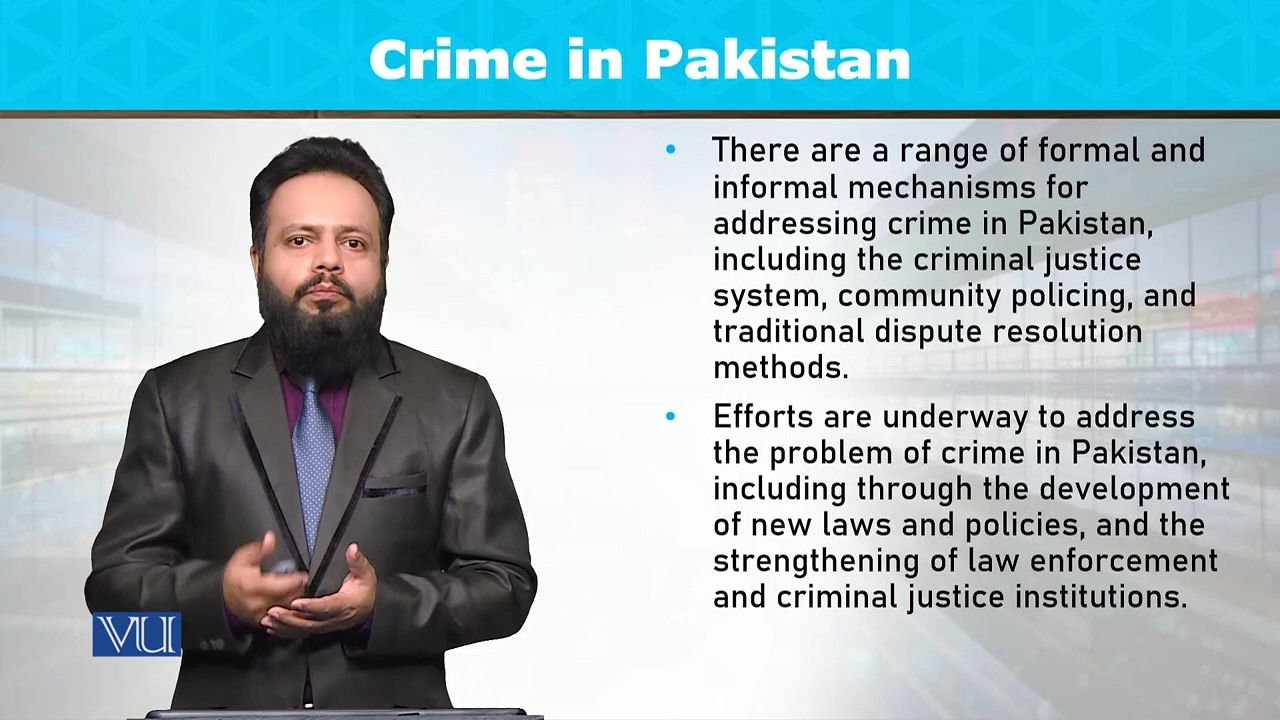 Crime in Pakistan
• There are a range of formal and
informal mechanisms for
addressing crime in Pakistan,
including the criminal justice
system, community policing, and
traditional dispute resolution
methods.
• Efforts are underway to address
the problem of crime in Pakistan,
including through the development
of new laws and policies, and the
strengthening of law enforcement
and criminal justice institutions.
VU